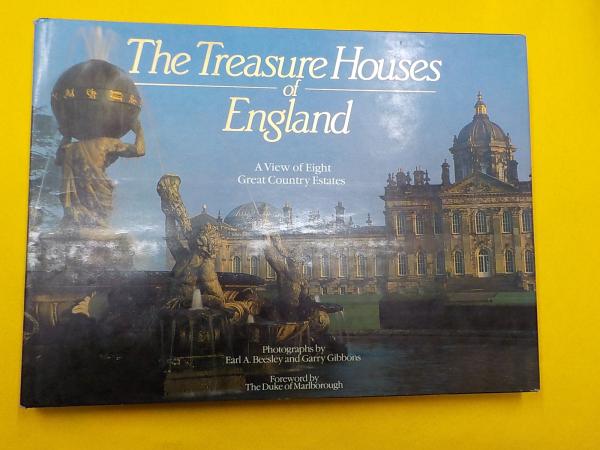 The Treasure Houses
of
England
A View of Eight
Great Country Estates
Photographs by
Earl A. Beesley and Garry Gibbons
Foreword by
The Duke of Marlborough